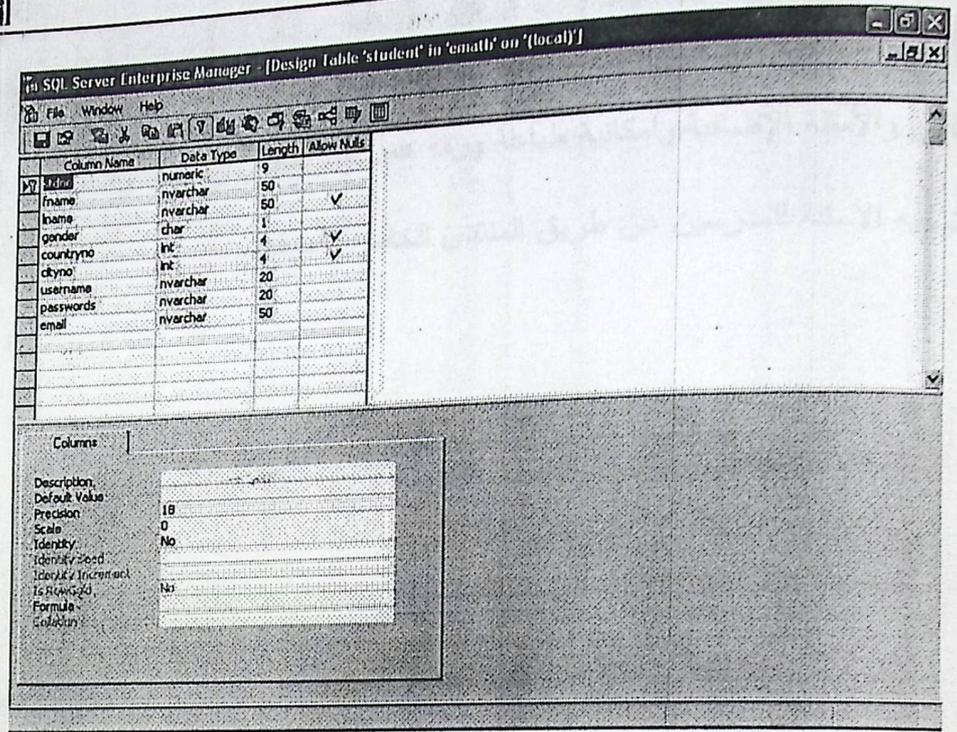 SQL Server Enterprise Manager - [Design Table 'student' in 'emath' on '(local)']
File Window Help
Column Name Data Type Length Allow Nulls
numeric 9
fname nvarchar 50
lname nvarchar 50
gender char 1
countryno int 4
cityno int 4
username nvarchar 20
passwords nvarchar 20
email nvarchar 50
Columns
Description
Default Value
Precision 18
Scale 0
Identity No
Identity Seed
Identity Increment
Is RowGuid No
Formula
Collation